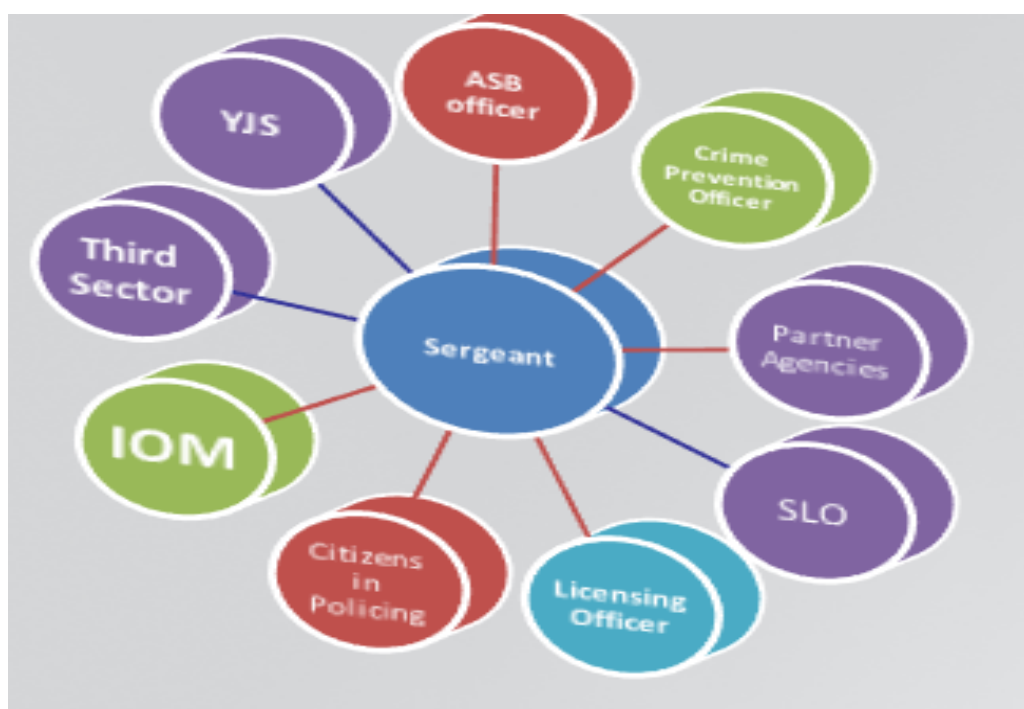 ASB
officer
YJS
Crime
Prevention
Officer
Third
Sector
Sergeant
Partner
Agencies
IOM
SLO
Citizens
in
Policing
Licensing
Officer